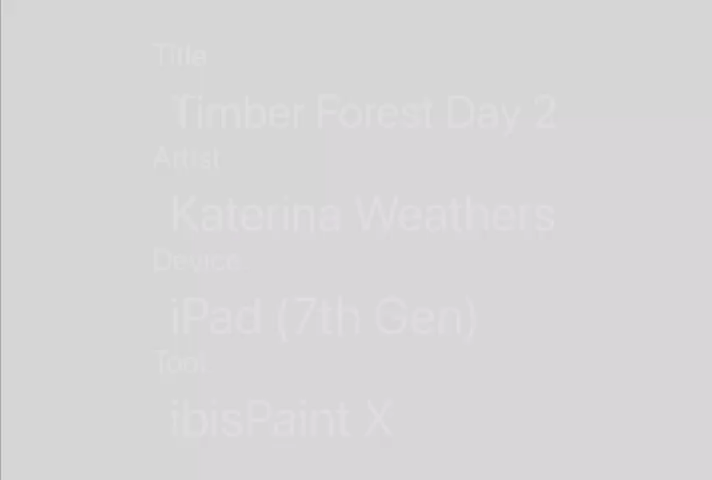 Title
Timber Forest Day 2
Artist
Katerina Weathers
Device
iPad (7th Gen)
Tool
ibisPaint X